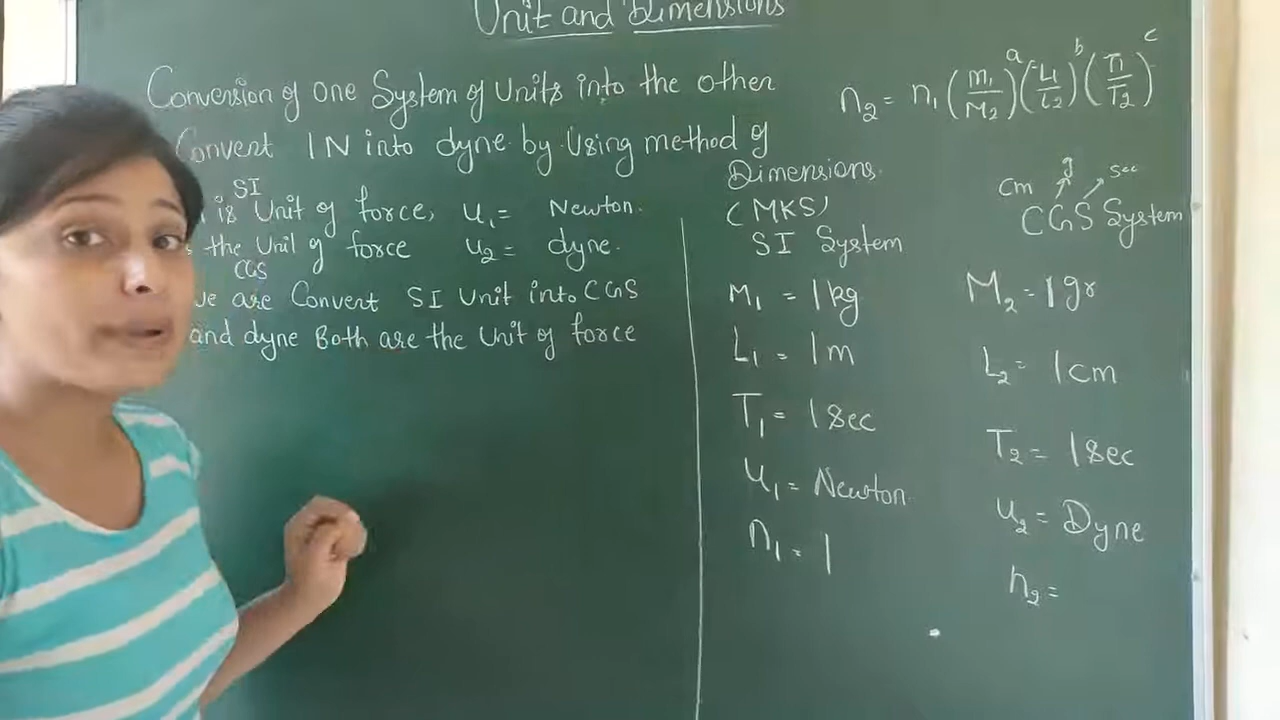 Unit and Dimensions
Conversion of one System of Units into the other
Convert 1N into dyne by Using method of
Dimensions.
is SI Unit of force, u₁ = Newton.
the CGS Unit of force u₂ = dyne.
we are Convert SI Unit into CGS
and dyne Both are the Unit of force
n₂ = n₁ (M₁/M₂)ᵃ (L₁/L₂)ᵇ (T₁/T₂)ᶜ
(MKS)
SI System
M₁ = 1kg
L₁ = 1m
T₁ = 1sec
u₁ = Newton
n₁ = 1
cm g sec
CGS System
M₂ = 1gr
L₂ = 1cm
T₂ = 1sec
u₂ = Dyne
n₂ =